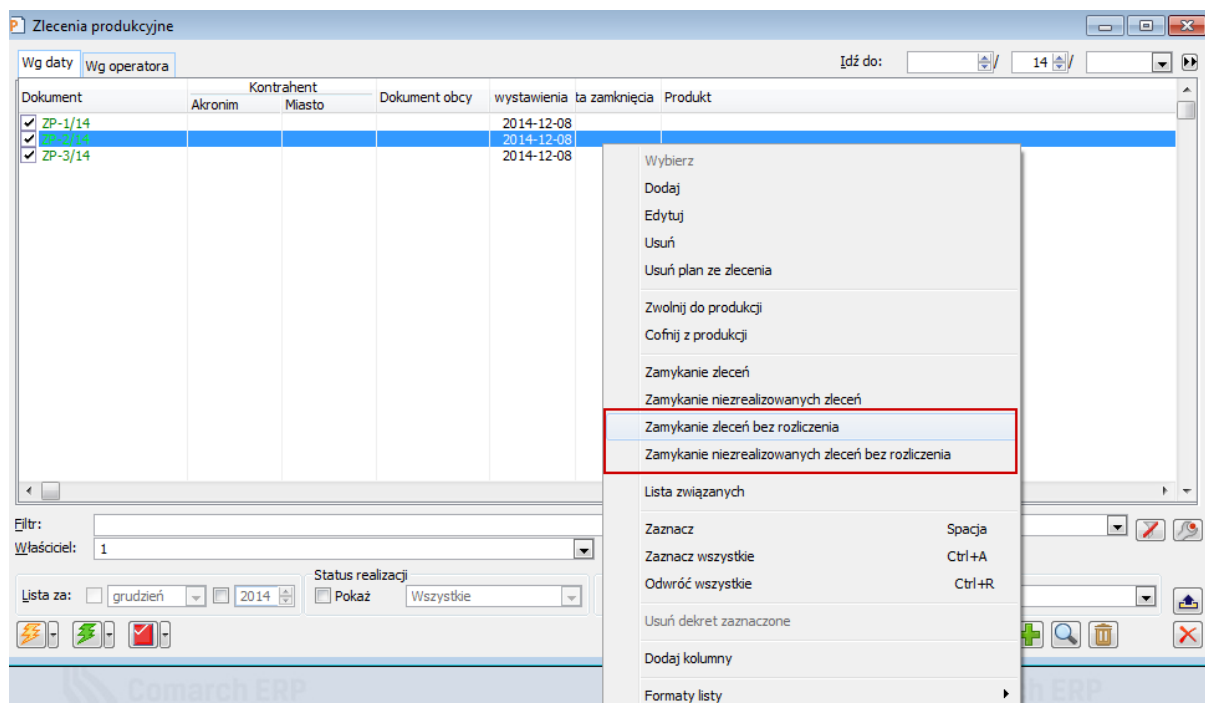 Zlecenia produkcyjne
Wg daty Wg operatora Idź do: / 14 /
Kontrahent
Dokument Akronim Miasto Dokument obcy wystawienia ta zamknięcia Produkt
ZP-1/14 2014-12-08
ZP-2/14 2014-12-08
ZP-3/14 2014-12-08
Wybierz
Dodaj
Edytuj
Usuń
Usuń plan ze zlecenia
Zwolnij do produkcji
Cofnij z produkcji
Zamykanie zleceń
Zamykanie niezrealizowanych zleceń
Zamykanie zleceń bez rozliczenia
Zamykanie niezrealizowanych zleceń bez rozliczenia
Lista związanych
Zaznacz Spacja
Zaznacz wszystkie Ctrl+A
Odwróć wszystkie Ctrl+R
Usuń dekret zaznaczone
Dodaj kolumny
Formaty listy
Filtr:
Właściciel: 1
Status realizacji
Lista za: grudzień 2014 Pokaż Wszystkie
Comarch ERP
h ERP